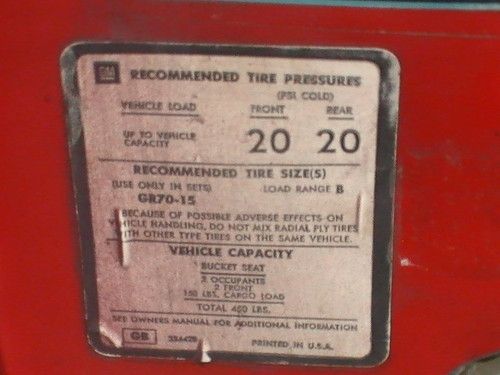 GM RECOMMENDED TIRE PRESSURES
(PSI COLD)
VEHICLE LOAD FRONT REAR
UP TO VEHICLE CAPACITY 20 20
RECOMMENDED TIRE SIZE(S)
(USE ONLY IN SETS) LOAD RANGE B
GR70-15
BECAUSE OF POSSIBLE ADVERSE EFFECTS ON
VEHICLE HANDLING, DO NOT MIX RADIAL PLY TIRES
WITH OTHER TYPE TIRES ON THE SAME VEHICLE.
VEHICLE CAPACITY
BUCKET SEAT
2 OCCUPANTS
2 FRONT
150 LBS. CARGO LOAD
TOTAL 450 LBS.
SEE OWNERS MANUAL FOR ADDITIONAL INFORMATION
GB PRINTED IN U.S.A.